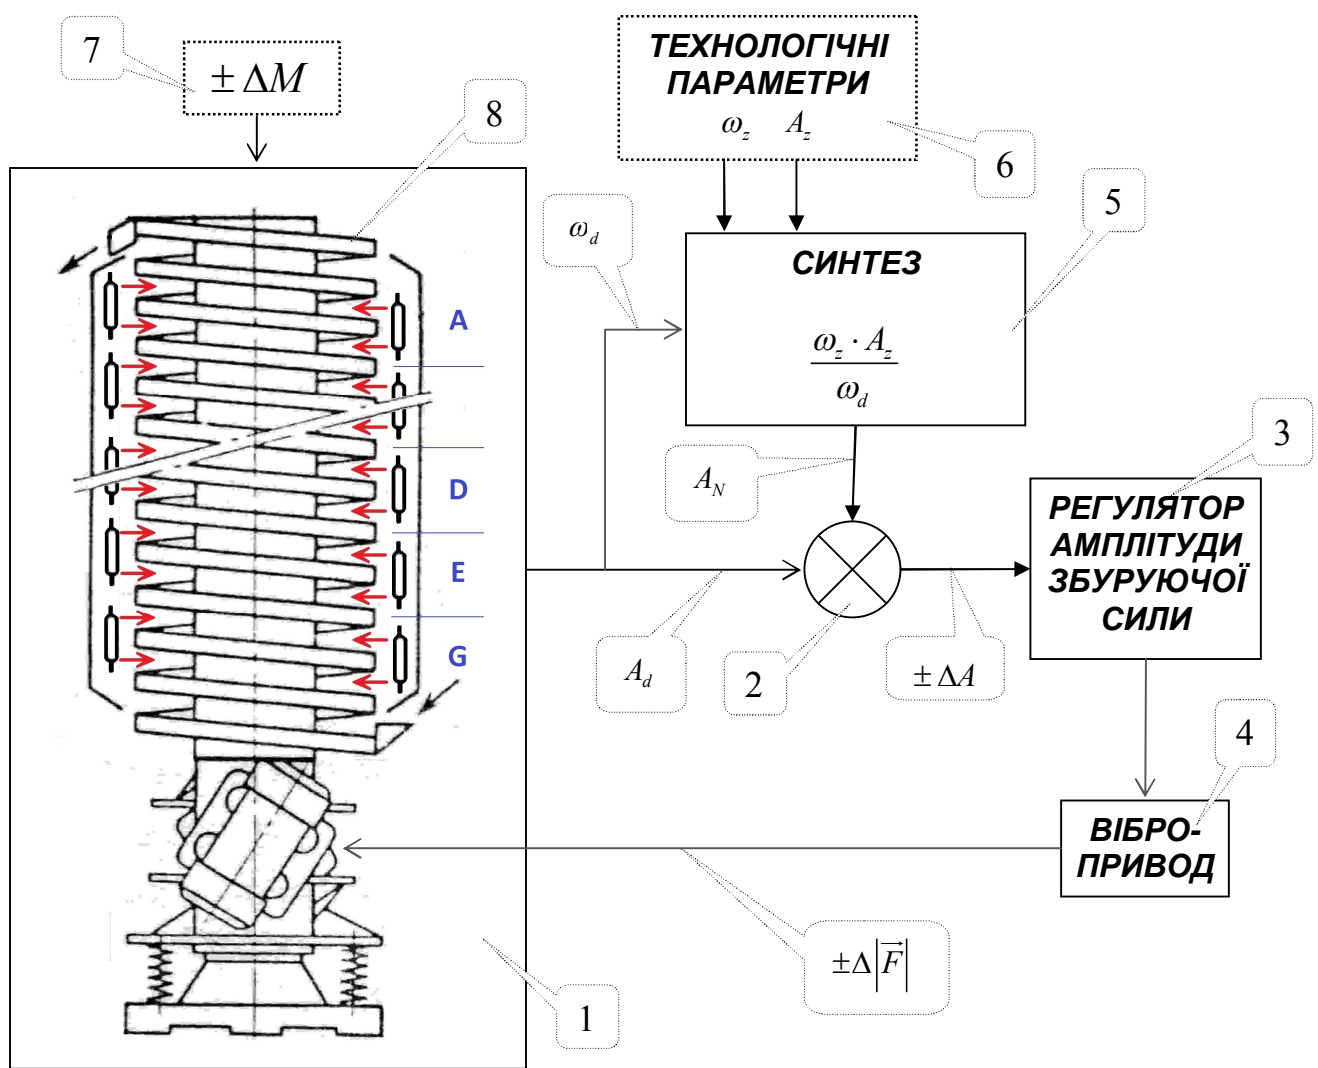 7
± ΔM
8
ТЕХНОЛОГІЧНІ
ПАРАМЕТРИ
ω_z A_z
6
5
ω_d
СИНТЕЗ
ω_z · A_z
ω_d
A
D
E
G
A_N
3
РЕГУЛЯТОР
АМПЛІТУДИ
ЗБУРУЮЧОЇ
СИЛИ
A_d
2
± ΔA
4
ВІБРО-
ПРИВОД
±Δ|F⃗|
1